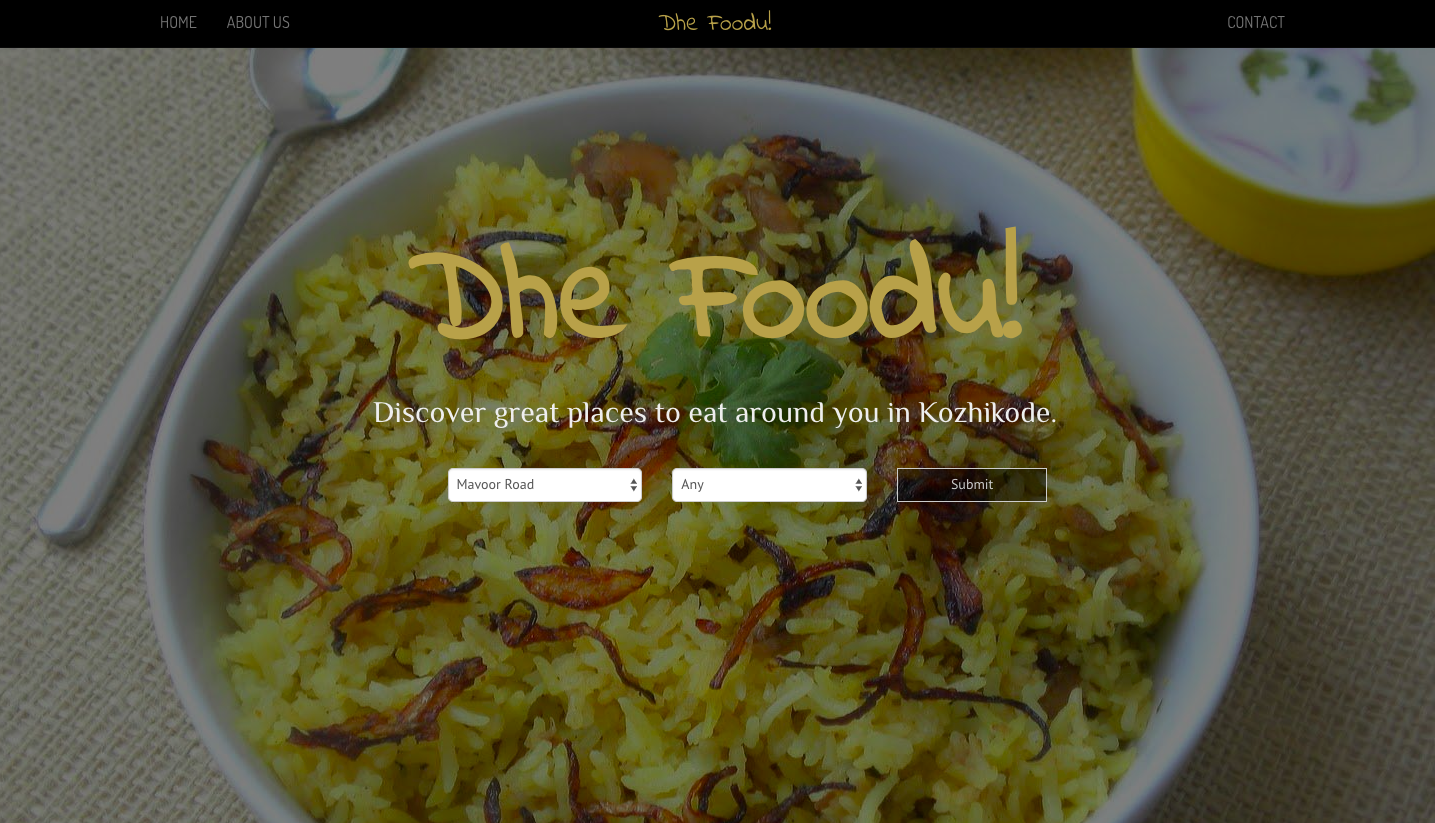 HOME ABOUT US Dhe Foodu! CONTACT
Dhe Foodu!
Discover great places to eat around you in Kozhikode.
Mavoor Road Any Submit